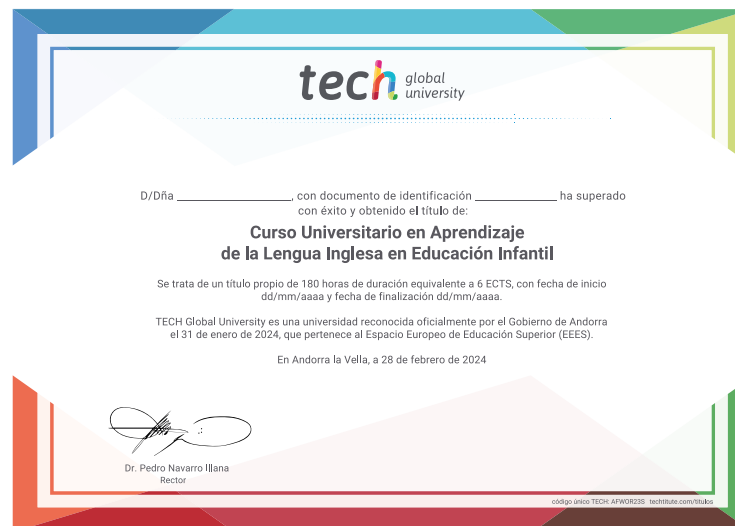 tech global
university
D/Dña ____________________, con documento de identificación ______________ ha superado
con éxito y obtenido el título de:
Curso Universitario en Aprendizaje
de la Lengua Inglesa en Educación Infantil
Se trata de un título propio de 180 horas de duración equivalente a 6 ECTS, con fecha de inicio
dd/mm/aaaa y fecha de finalización dd/mm/aaaa.
TECH Global University es una universidad reconocida oficialmente por el Gobierno de Andorra
el 31 de enero de 2024, que pertenece al Espacio Europeo de Educación Superior (EEES).
En Andorra la Vella, a 28 de febrero de 2024
Dr. Pedro Navarro Illana
Rector
código único TECH: AFWOR23S techtitute.com/titulos